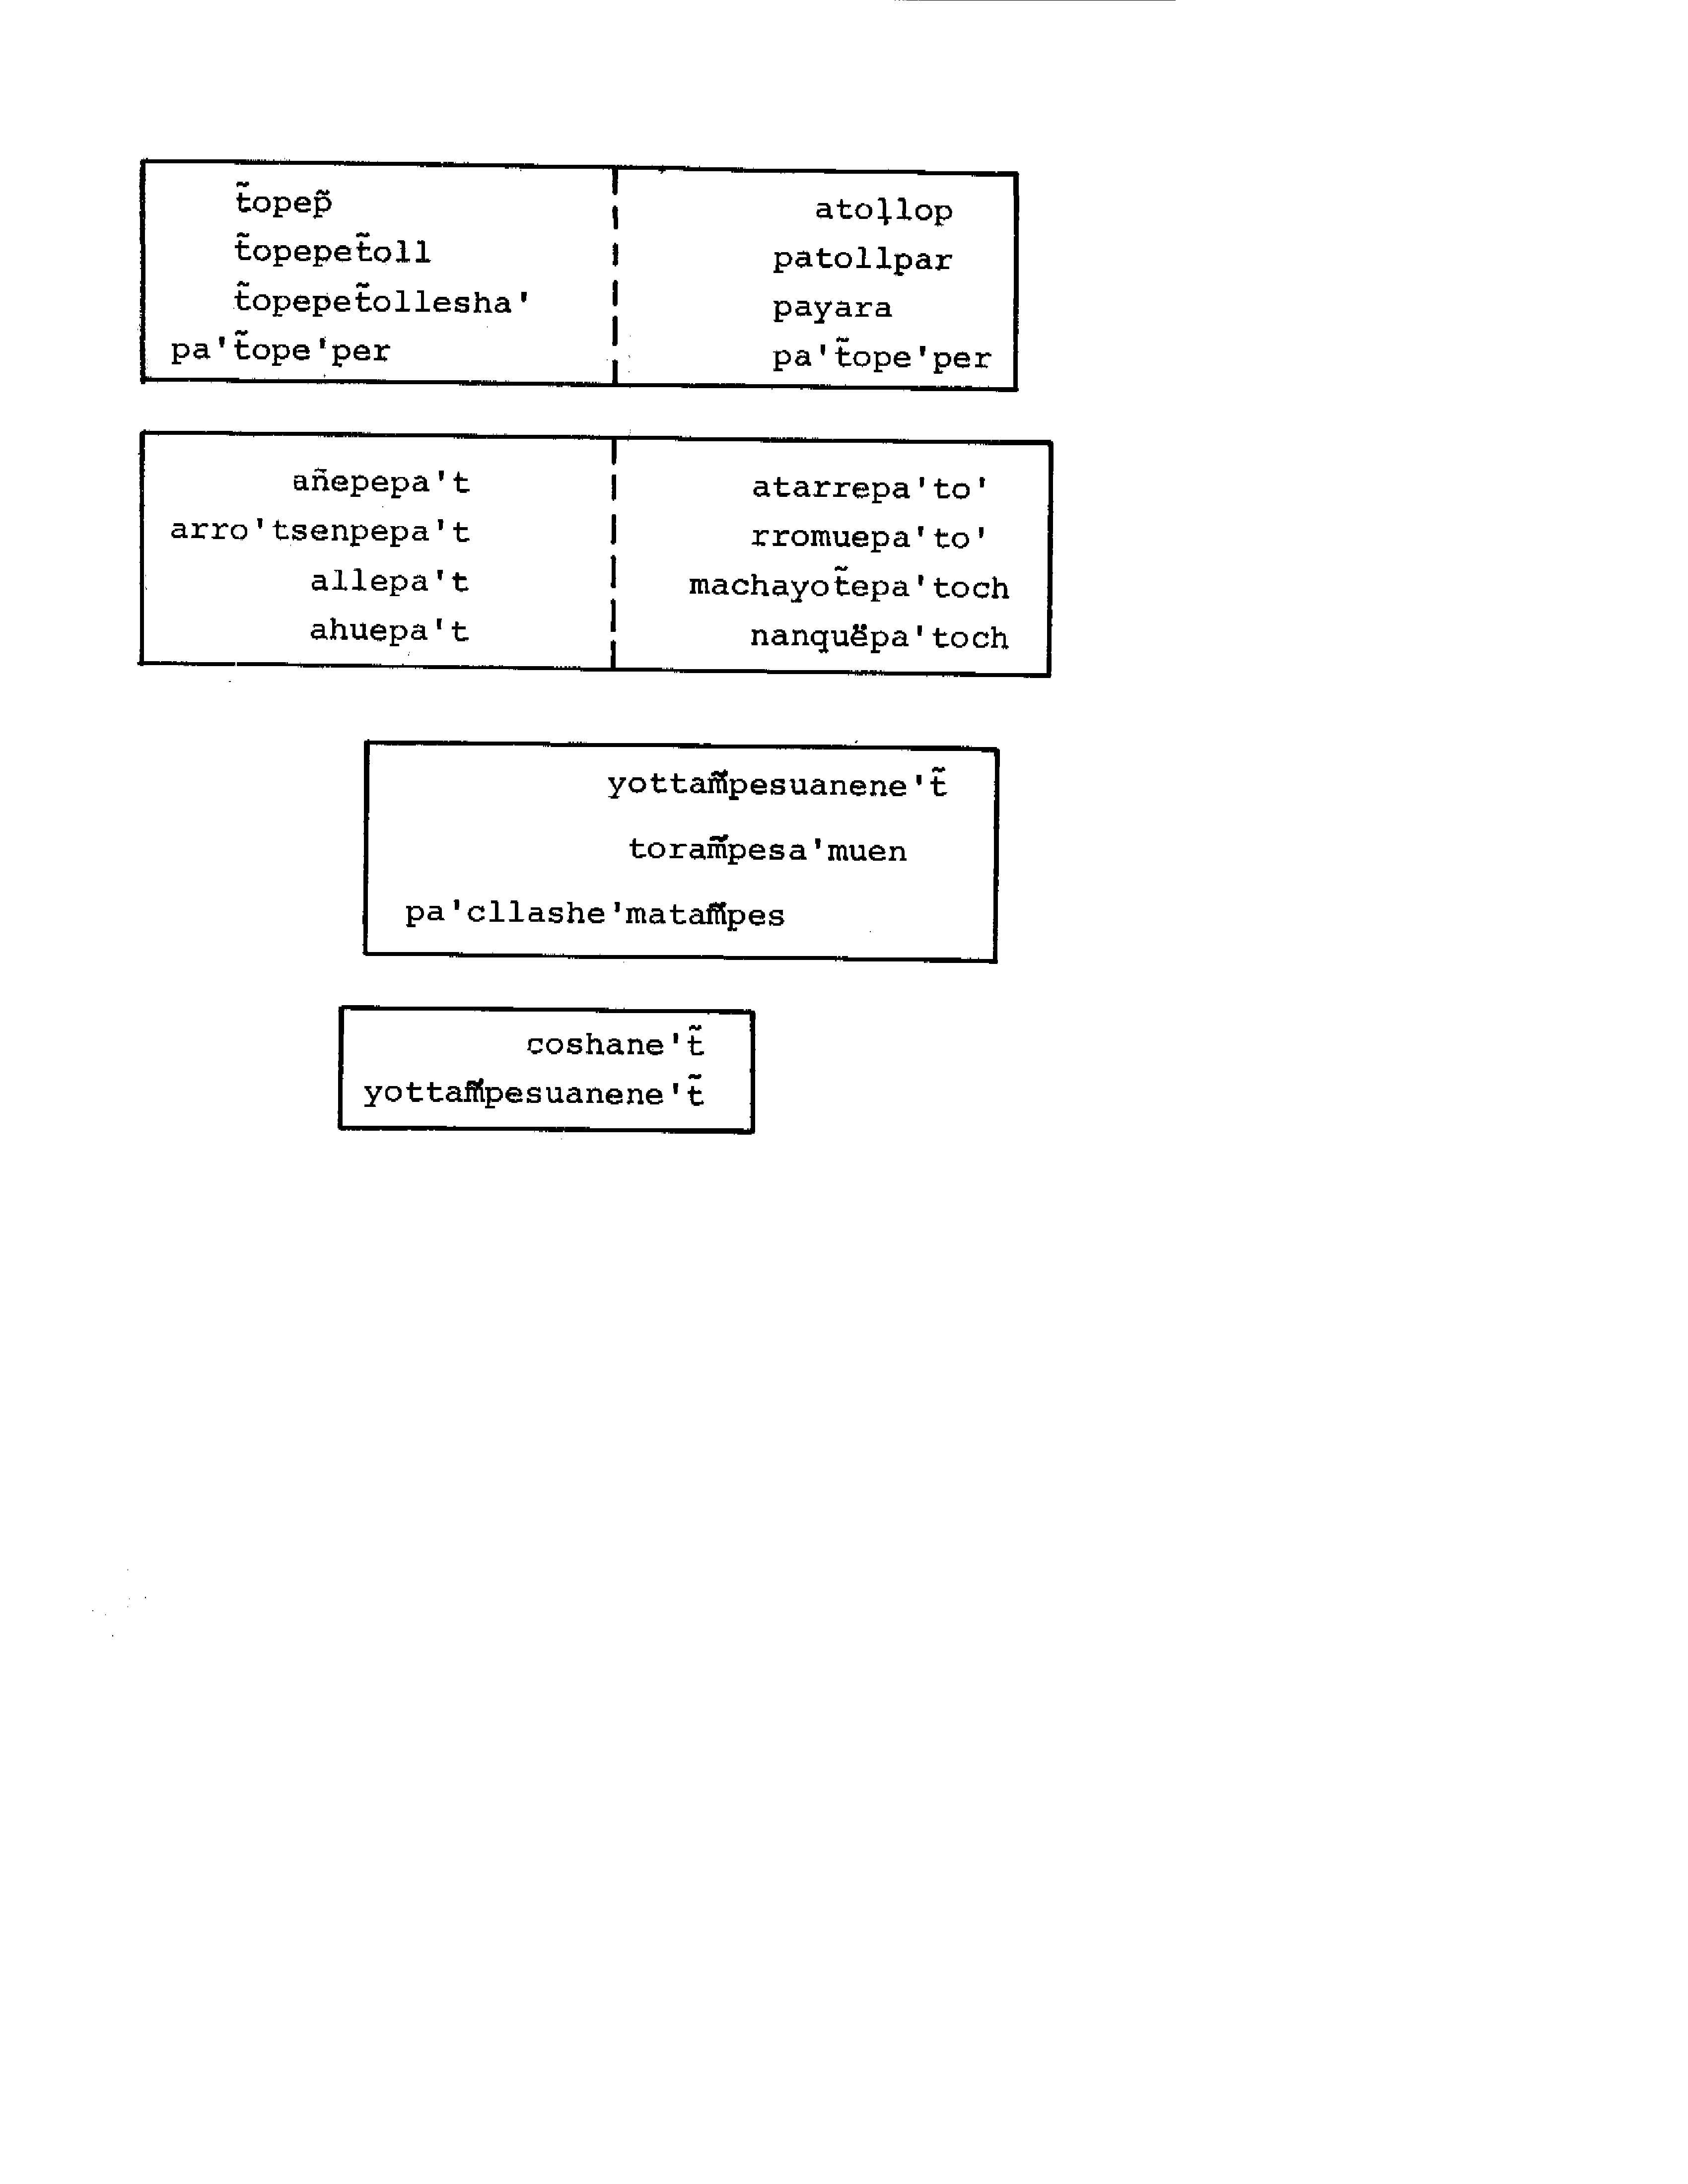 t̃opep̃
t̃opepet̃oll
t̃opepet̃ollesha'
pa't̃ope'per
atoḷlop
patollpar
payara
pa't̃ope'per
añepepa't
arro'tsenpepa't
allepa't
ahuepa't
atarrepa'to'
rromuepa'to'
machayot̃epa'toch
nanquëpa'toch
yottam̃pesuanene't̃
toram̃pesa'muen
pa'cllashe'matam̃pes
coshane't̃
yottam̃pesuanene't̃